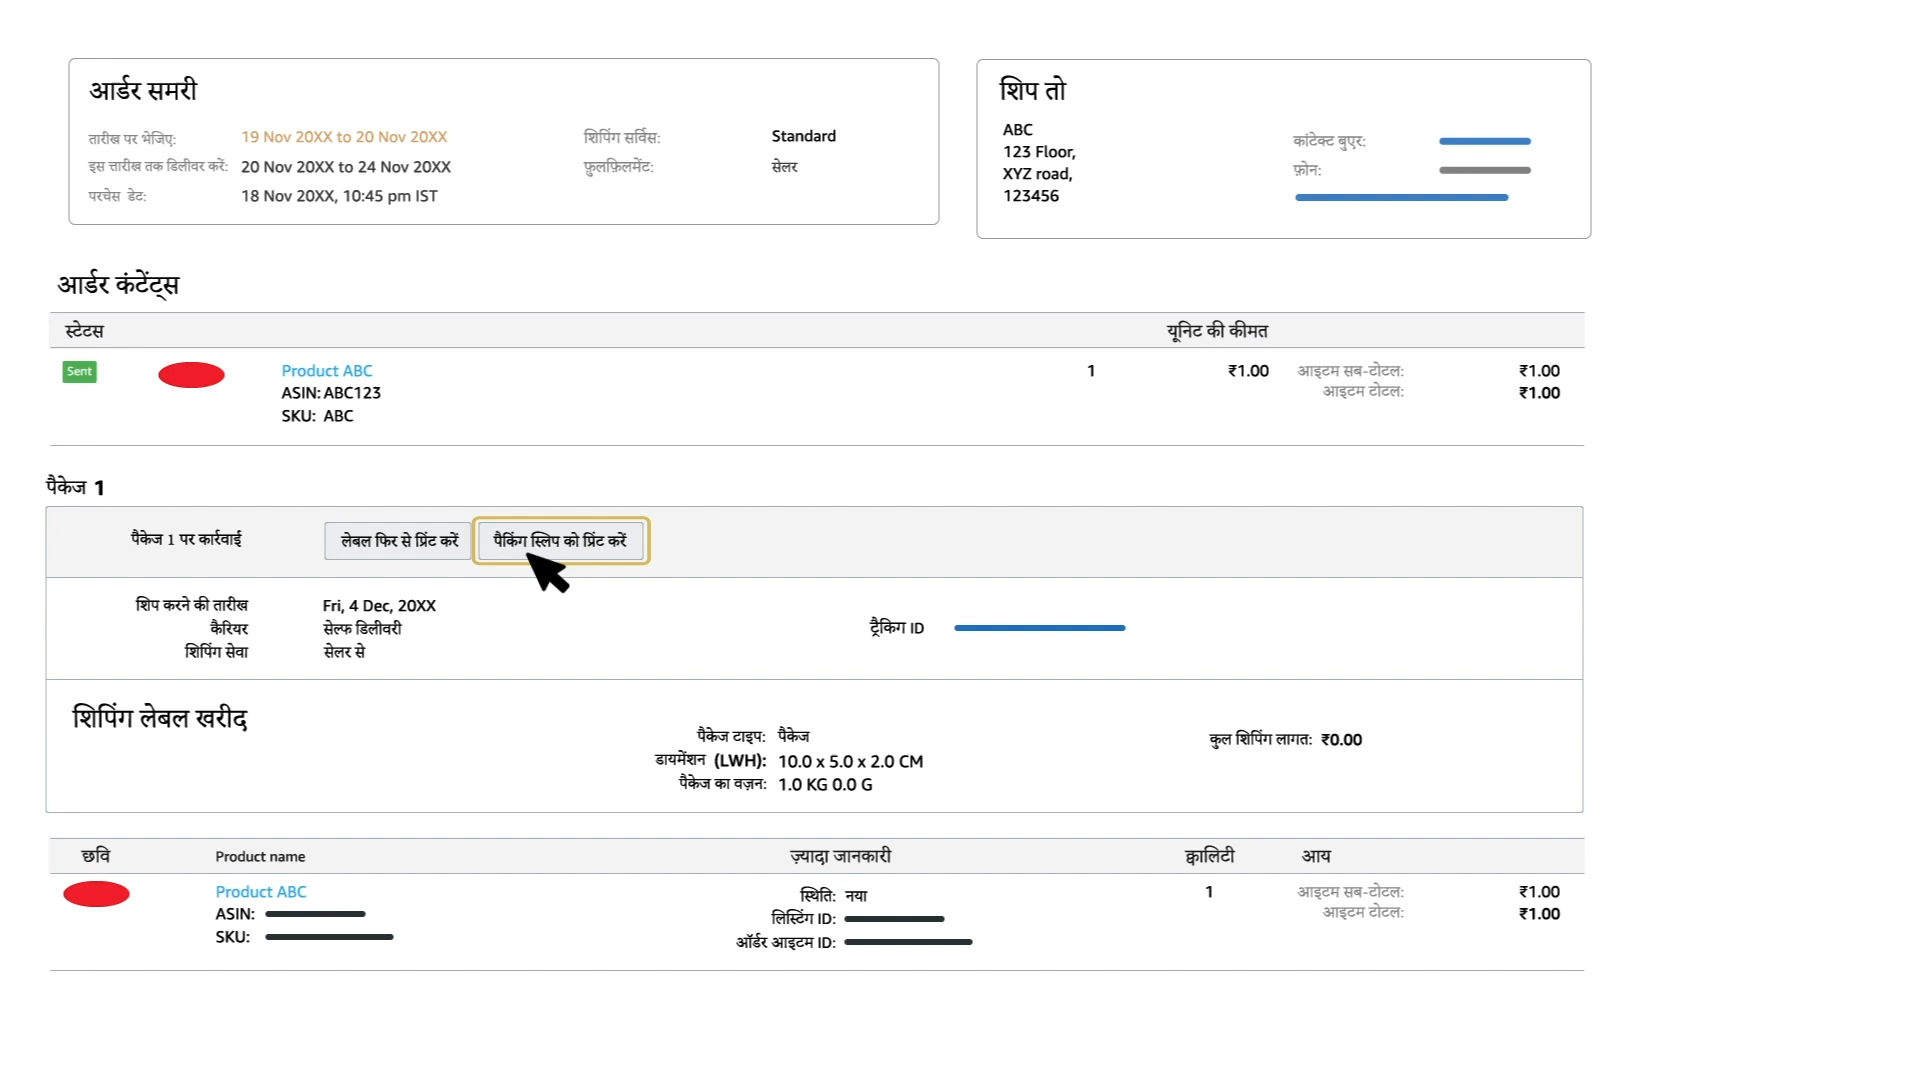 आर्डर समरी
तारीख पर भेजिए: 19 Nov 20XX to 20 Nov 20XX
इस त्तारीख तक डिलीवर करें: 20 Nov 20XX to 24 Nov 20XX
परचेस डेट: 18 Nov 20XX, 10:45 pm IST
शिपिंग सर्विस: Standard
फ़ुलफ़िलमेंट: सेलर
शिप तो
ABC
123 Floor,
XYZ road,
123456
कांटेक्ट बुएर:
फ़ोन:
आर्डर कंटेंट्स
स्टेटस यूनिट की कीमत
Sent Product ABC 1 ₹1.00 आइटम सब-टोटल: ₹1.00
ASIN: ABC123 आइटम टोटल: ₹1.00
SKU: ABC
पैकेज 1
पैकेज 1 पर कार्रवाई लेबल फिर से प्रिंट करें पैकिंग स्लिप को प्रिंट करें
शिप करने की तारीख Fri, 4 Dec, 20XX
कैरियर सेल्फ डिलीवरी
शिपिंग सेवा सेलर से
ट्रैकिग ID
शिपिंग लेबल खरीद
पैकेज टाइप: पैकेज
डायमेंशन (LWH): 10.0 x 5.0 x 2.0 CM
पैकेज का वज़न: 1.0 KG 0.0 G
कुल शिपिंग लागत: ₹0.00
छवि Product name ज़्यादा जानकारी क्वालिटी आय
Product ABC स्थिति: नया 1 आइटम सब-टोटल: ₹1.00
ASIN: लिस्टिंग ID: आइटम टोटल: ₹1.00
SKU: ऑर्डर आइटम ID: